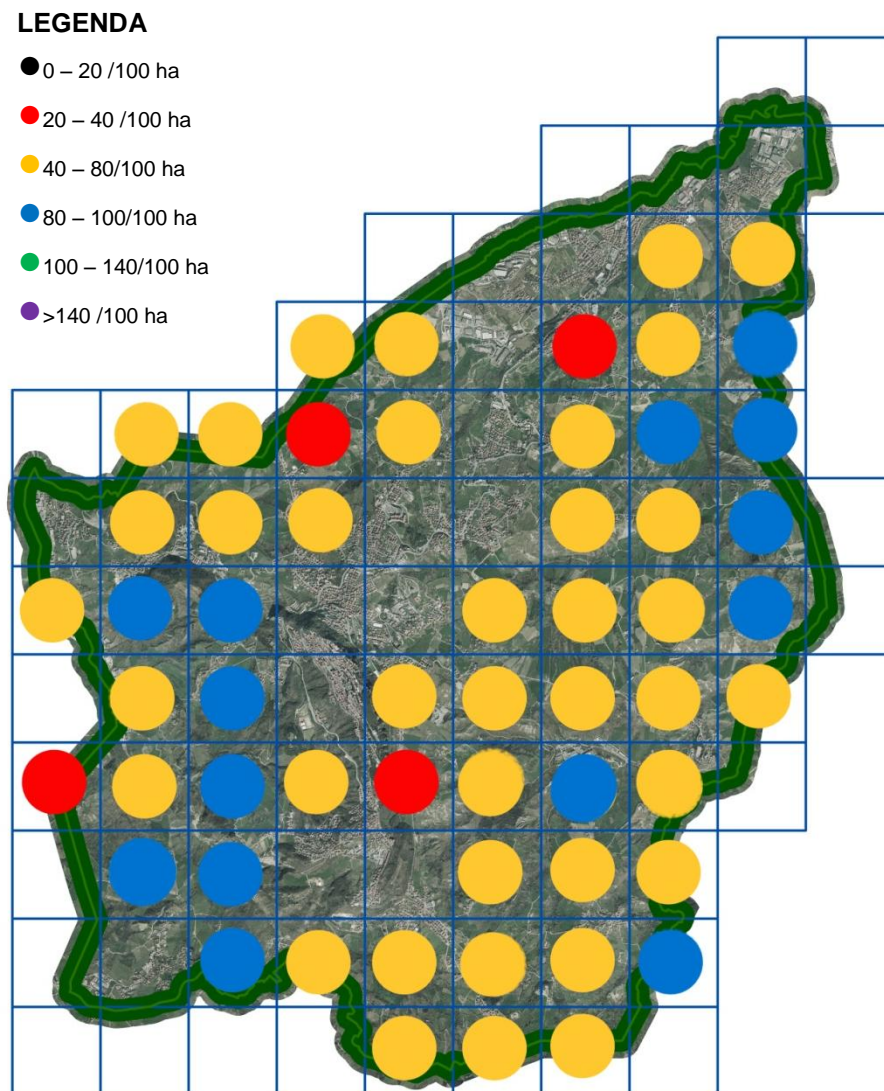 LEGENDA
0 – 20 /100 ha
20 – 40 /100 ha
40 – 80/100 ha
80 – 100/100 ha
100 – 140/100 ha
>140 /100 ha